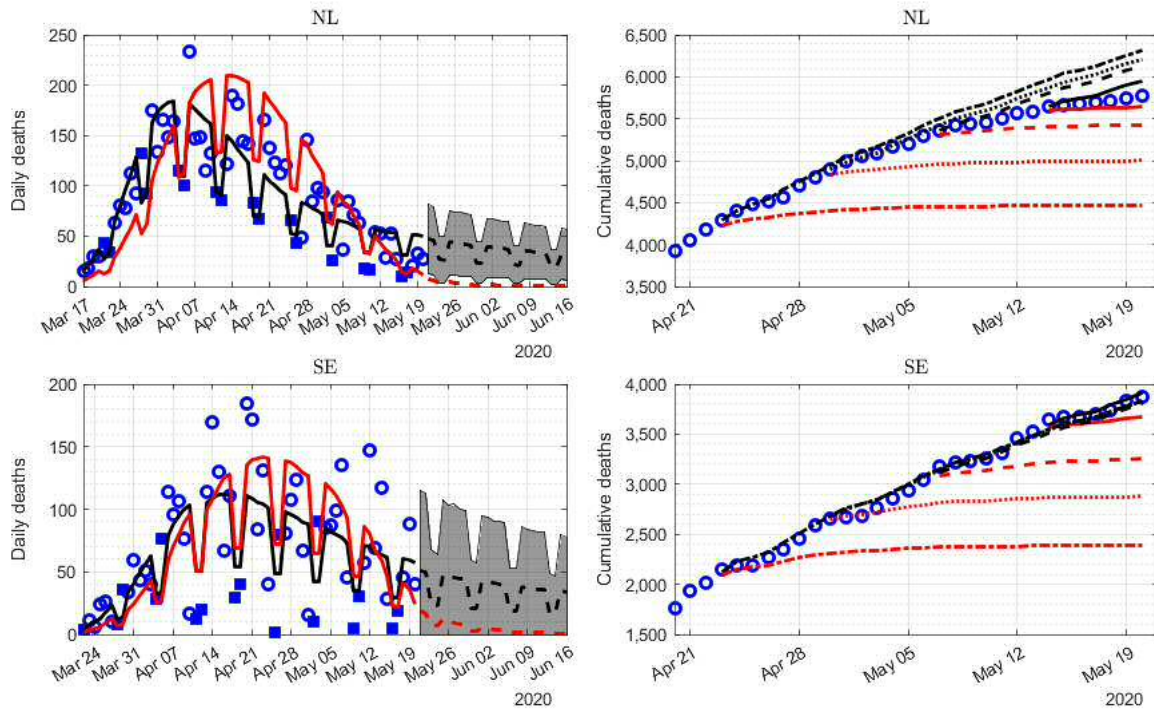 NL
Daily deaths
250
200
150
100
50
0
Mar 17
Mar 24
Mar 31
Apr 07
Apr 14
Apr 21
Apr 28
May 05
May 12
May 19
May 26
Jun 02
Jun 09
Jun 16
2020
NL
Cumulative deaths
6,500
6,000
5,500
5,000
4,500
4,000
3,500
Apr 21
Apr 28
May 05
May 12
May 19
2020
SE
Daily deaths
200
150
100
50
0
Mar 24
Mar 31
Apr 07
Apr 14
Apr 21
Apr 28
May 05
May 12
May 19
May 26
Jun 02
Jun 09
Jun 16
2020
SE
Cumulative deaths
4,000
3,500
3,000
2,500
2,000
1,500
Apr 21
Apr 28
May 05
May 12
May 19
2020